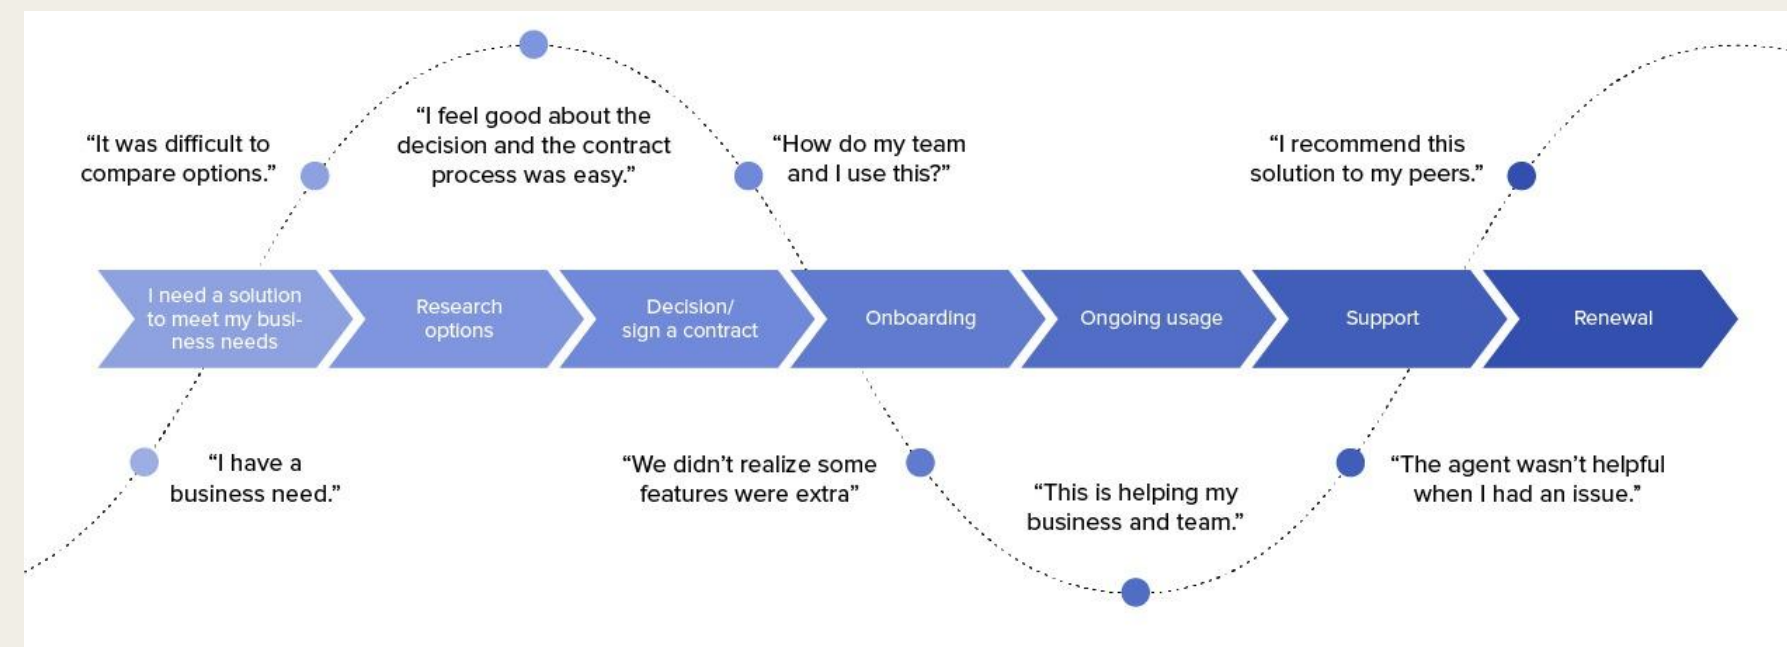 “It was difficult to
compare options.”
“I feel good about the
decision and the contract
process was easy.”
“How do my team
and I use this?”
“I recommend this
solution to my peers.”
I need a solution
to meet my busi-
ness needs
Research
options
Decision/
sign a contract
Onboarding
Ongoing usage
Support
Renewal
“I have a
business need.”
“We didn’t realize some
features were extra”
“This is helping my
business and team.”
“The agent wasn’t helpful
when I had an issue.”